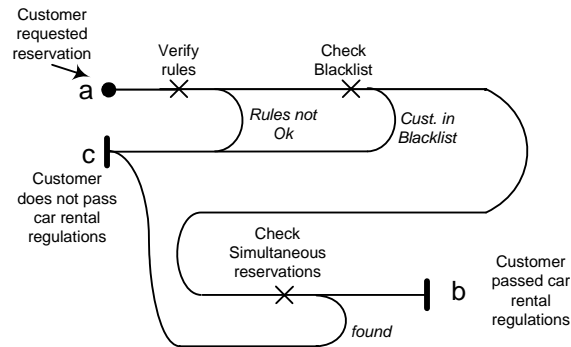 Customer
requested
reservation
a
Verify
rules
Check
Blacklist
Rules not
Ok
Cust. in
Blacklist
c
Customer
does not pass
car rental
regulations
Check
Simultaneous
reservations
found
b
Customer
passed car
rental
regulations